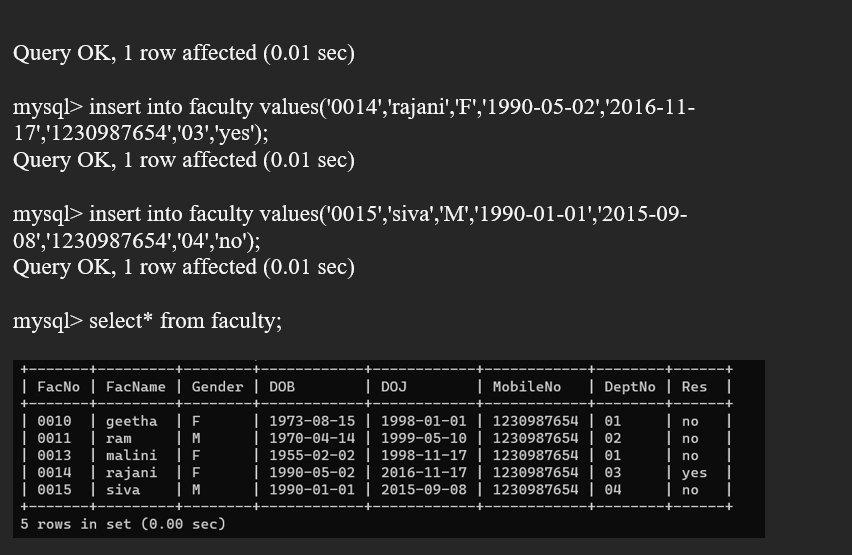 Query OK, 1 row affected (0.01 sec)
mysql> insert into faculty values('0014','rajani','F','1990-05-02','2016-11-
17','1230987654','03','yes');
Query OK, 1 row affected (0.01 sec)
mysql> insert into faculty values('0015','siva','M','1990-01-01','2015-09-
08','1230987654','04','no');
Query OK, 1 row affected (0.01 sec)
mysql> select* from faculty;
+-------+----------+--------+------------+------------+------------+--------+------+
| FacNo | FacName | Gender | DOB | DOJ | MobileNo | DeptNo | Res |
+-------+----------+--------+------------+------------+------------+--------+------+
| 0010 | geetha | F | 1973-08-15 | 1998-01-01 | 1230987654 | 01 | no |
| 0011 | ram | M | 1970-04-14 | 1999-05-10 | 1230987654 | 02 | no |
| 0013 | malini | F | 1955-02-02 | 1998-11-17 | 1230987654 | 01 | no |
| 0014 | rajani | F | 1990-05-02 | 2016-11-17 | 1230987654 | 03 | yes |
| 0015 | siva | M | 1990-01-01 | 2015-09-08 | 1230987654 | 04 | no |
+-------+----------+--------+------------+------------+------------+--------+------+
5 rows in set (0.00 sec)